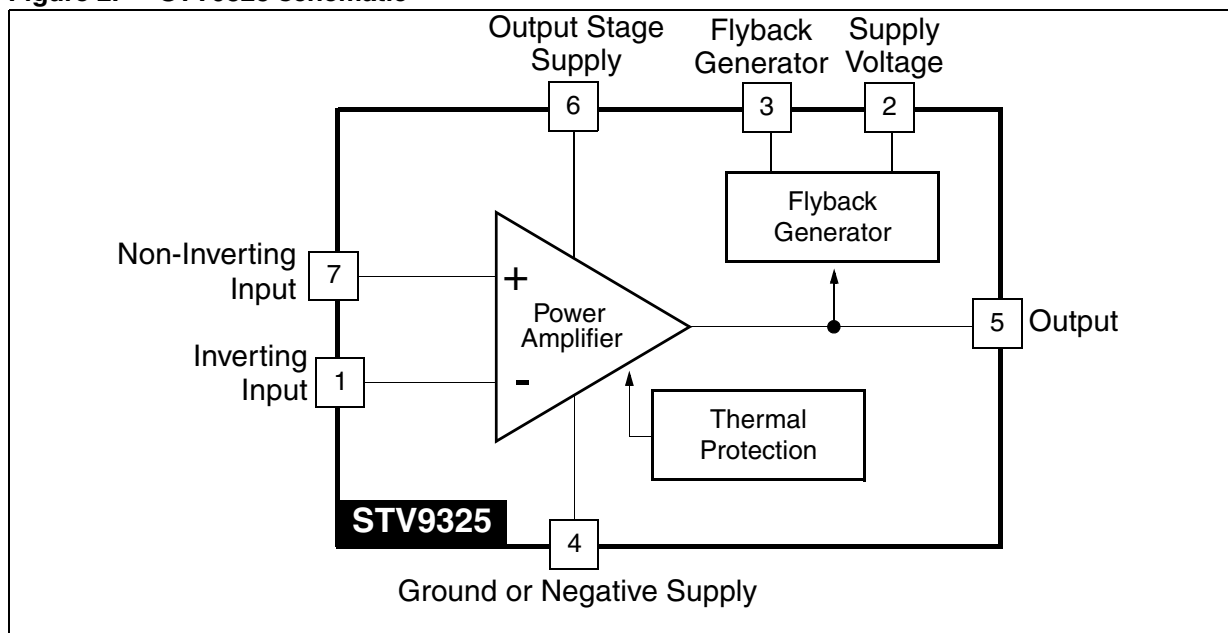 Output Stage
Supply
Flyback
Generator
Supply
Voltage
6
3
2
Flyback
Generator
Non-Inverting
Input
7
+
Power
Amplifier
5
Output
Inverting
Input
1
-
Thermal
Protection
STV9325
4
Ground or Negative Supply